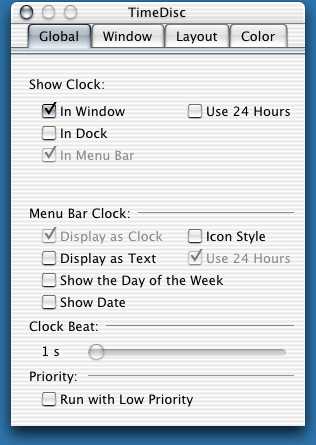 TimeDisc
Global Window Layout Color
Show Clock:
In Window Use 24 Hours
In Dock
In Menu Bar
Menu Bar Clock:
Display as Clock Icon Style
Display as Text Use 24 Hours
Show the Day of the Week
Show Date
Clock Beat:
1 s
Priority:
Run with Low Priority